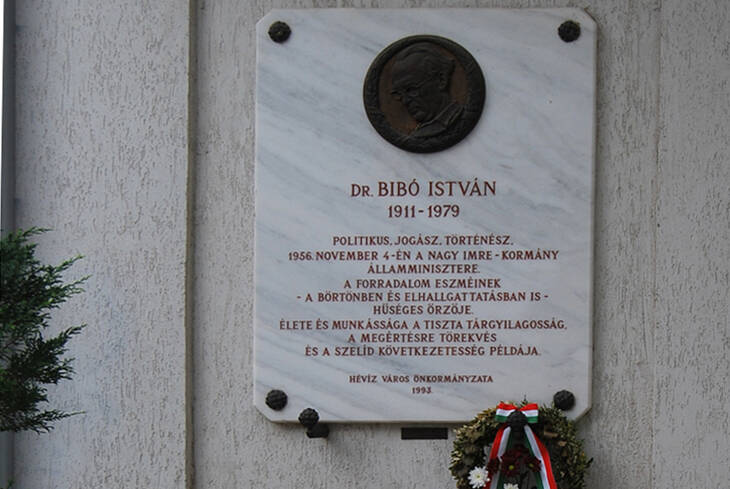 DR. BIBÓ ISTVÁN
1911-1979
POLITIKUS, JOGÁSZ, TÖRTÉNÉSZ,
1956. NOVEMBER 4-ÉN A NAGY IMRE-KORMÁNY
ÁLLAMMINISZTERE.
A FORRADALOM ESZMÉINEK
- A BÖRTÖNBEN ÉS ELHALLGATTATÁSBAN IS -
HŰSÉGES ŐRZŐJE.
ÉLETE ÉS MUNKÁSSÁGA A TISZTA TÁRGYILAGOSSÁG,
A MEGÉRTÉSRE TÖREKVÉS
ÉS A SZELÍD KÖVETKEZETESSÉG PÉLDÁJA.
HÉVÍZ VÁROS ÖNKORMÁNYZATA
1993.